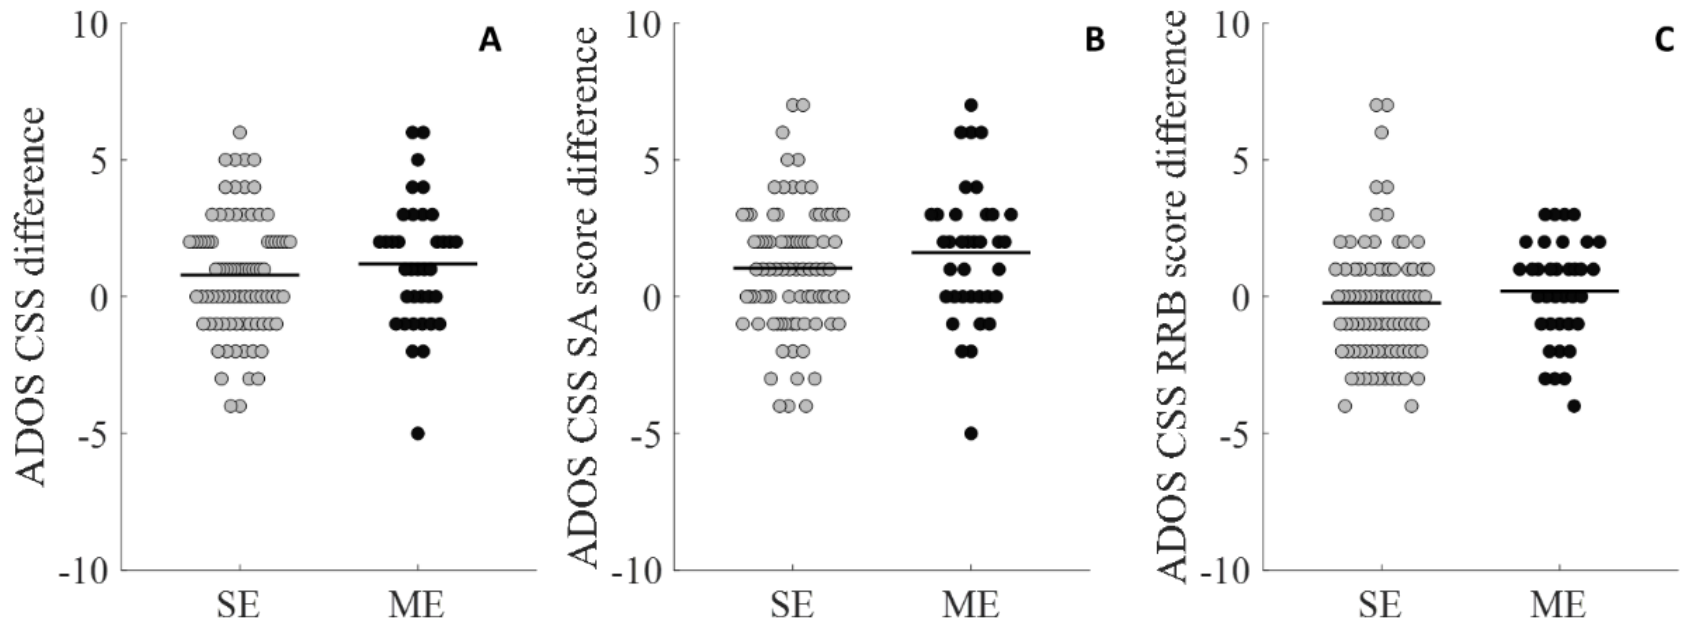 ADOS CSS difference
10
5
0
-5
-10
SE
ME
A
ADOS CSS SA score difference
10
5
0
-5
-10
SE
ME
B
ADOS CSS RRB score difference
10
5
0
-5
-10
SE
ME
C